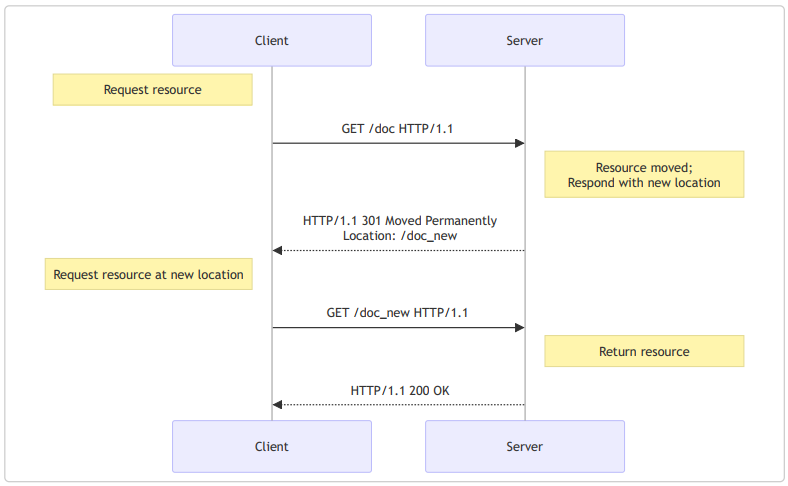 Client
Server
Request resource
GET /doc HTTP/1.1
Resource moved;
Respond with new location
HTTP/1.1 301 Moved Permanently
Location: /doc_new
Request resource at new location
GET /doc_new HTTP/1.1
Return resource
HTTP/1.1 200 OK
Client
Server